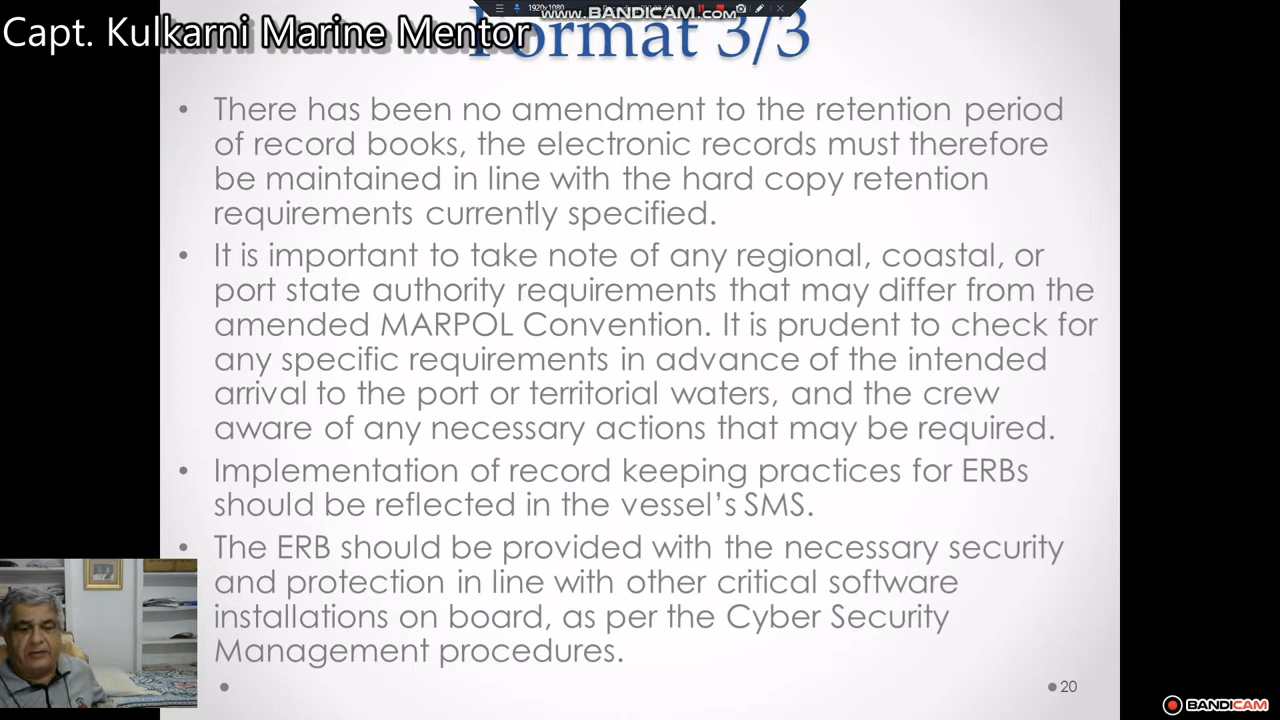 1920x1080
www.BANDICAM.com
Capt. Kulkarni Marine Mentor
Format 3/3
• There has been no amendment to the retention period
of record books, the electronic records must therefore
be maintained in line with the hard copy retention
requirements currently specified.
• It is important to take note of any regional, coastal, or
port state authority requirements that may differ from the
amended MARPOL Convention. It is prudent to check for
any specific requirements in advance of the intended
arrival to the port or territorial waters, and the crew
aware of any necessary actions that may be required.
• Implementation of record keeping practices for ERBs
should be reflected in the vessel's SMS.
• The ERB should be provided with the necessary security
and protection in line with other critical software
installations on board, as per the Cyber Security
Management procedures.
20
BANDICAM